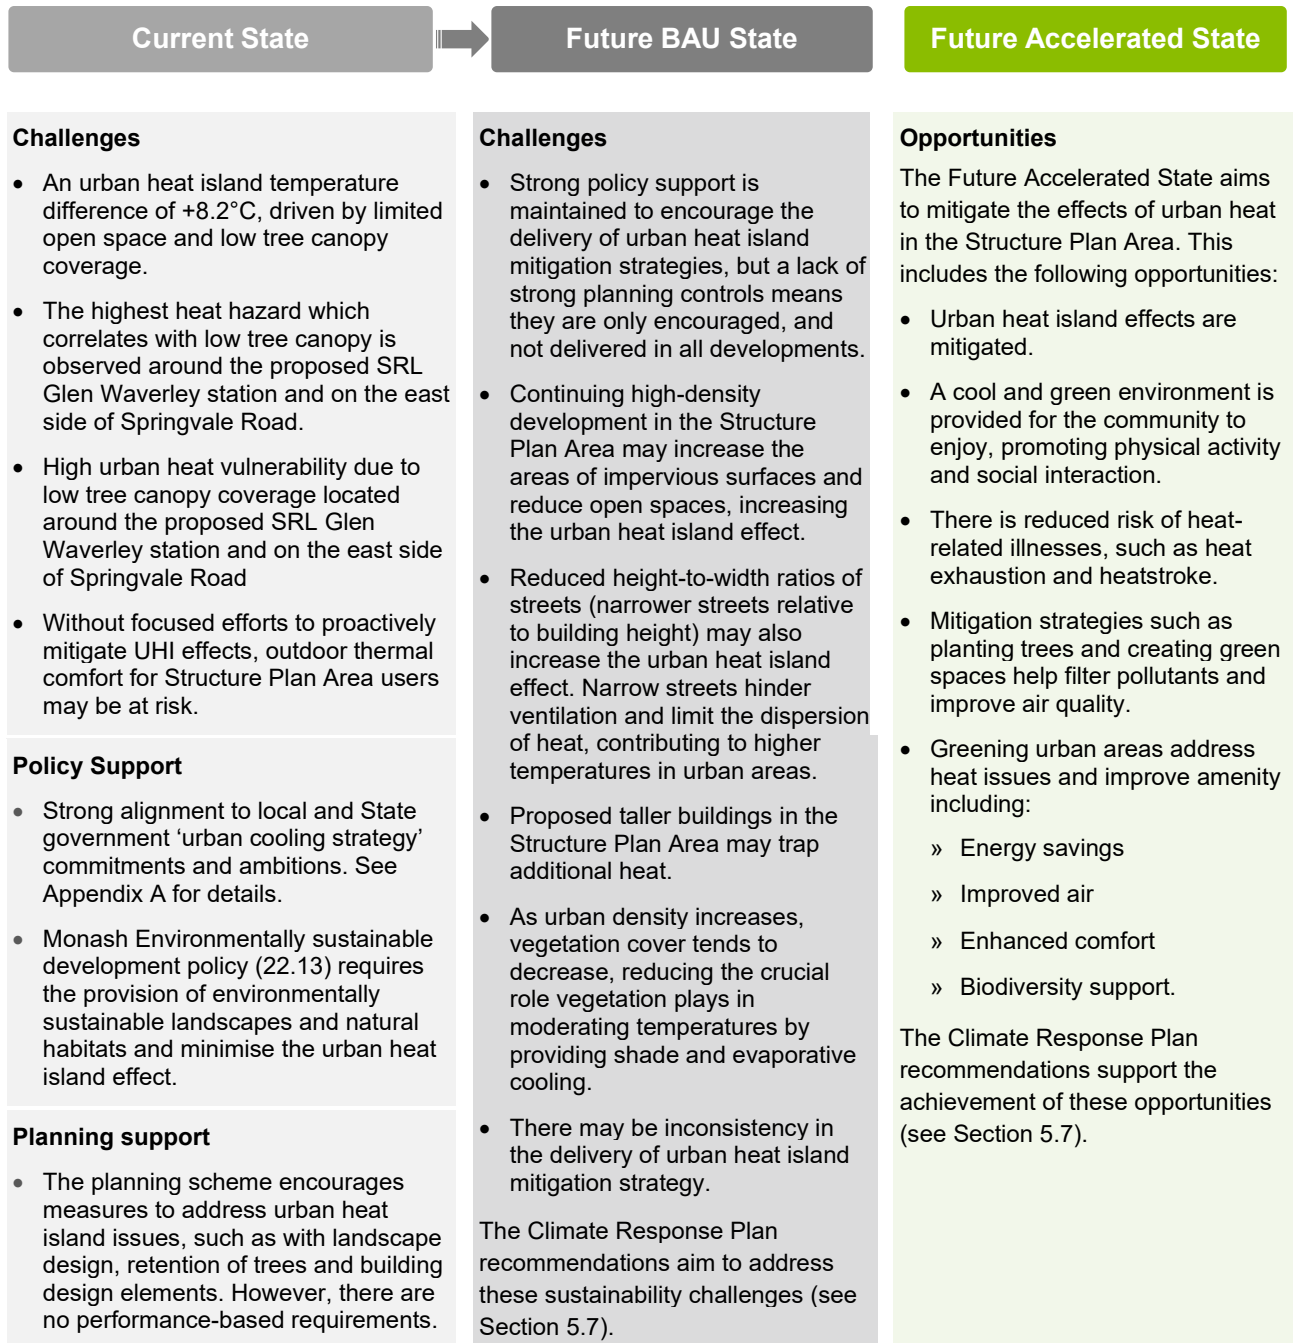 Current State
Future BAU State
Future Accelerated State
Challenges
• An urban heat island temperature
difference of +8.2°C, driven by limited
open space and low tree canopy
coverage.
• The highest heat hazard which
correlates with low tree canopy is
observed around the proposed SRL
Glen Waverley station and on the east
side of Springvale Road.
• High urban heat vulnerability due to
low tree canopy coverage located
around the proposed SRL Glen
Waverley station and on the east side
of Springvale Road
• Without focused efforts to proactively
mitigate UHI effects, outdoor thermal
comfort for Structure Plan Area users
may be at risk.
Policy Support
• Strong alignment to local and State
government ‘urban cooling strategy’
commitments and ambitions. See
Appendix A for details.
• Monash Environmentally sustainable
development policy (22.13) requires
the provision of environmentally
sustainable landscapes and natural
habitats and minimise the urban heat
island effect.
Planning support
• The planning scheme encourages
measures to address urban heat
island issues, such as with landscape
design, retention of trees and building
design elements. However, there are
no performance-based requirements.
Challenges
• Strong policy support is
maintained to encourage the
delivery of urban heat island
mitigation strategies, but a lack of
strong planning controls means
they are only encouraged, and
not delivered in all developments.
• Continuing high-density
development in the Structure
Plan Area may increase the
areas of impervious surfaces and
reduce open spaces, increasing
the urban heat island effect.
• Reduced height-to-width ratios of
streets (narrower streets relative
to building height) may also
increase the urban heat island
effect. Narrow streets hinder
ventilation and limit the dispersion
of heat, contributing to higher
temperatures in urban areas.
• Proposed taller buildings in the
Structure Plan Area may trap
additional heat.
• As urban density increases,
vegetation cover tends to
decrease, reducing the crucial
role vegetation plays in
moderating temperatures by
providing shade and evaporative
cooling.
• There may be inconsistency in
the delivery of urban heat island
mitigation strategy.
The Climate Response Plan
recommendations aim to address
these sustainability challenges (see
Section 5.7).
Opportunities
The Future Accelerated State aims
to mitigate the effects of urban heat
in the Structure Plan Area. This
includes the following opportunities:
• Urban heat island effects are
mitigated.
• A cool and green environment is
provided for the community to
enjoy, promoting physical activity
and social interaction.
• There is reduced risk of heat-
related illnesses, such as heat
exhaustion and heatstroke.
• Mitigation strategies such as
planting trees and creating green
spaces help filter pollutants and
improve air quality.
• Greening urban areas address
heat issues and improve amenity
including:
» Energy savings
» Improved air
» Enhanced comfort
» Biodiversity support.
The Climate Response Plan
recommendations support the
achievement of these opportunities
(see Section 5.7).